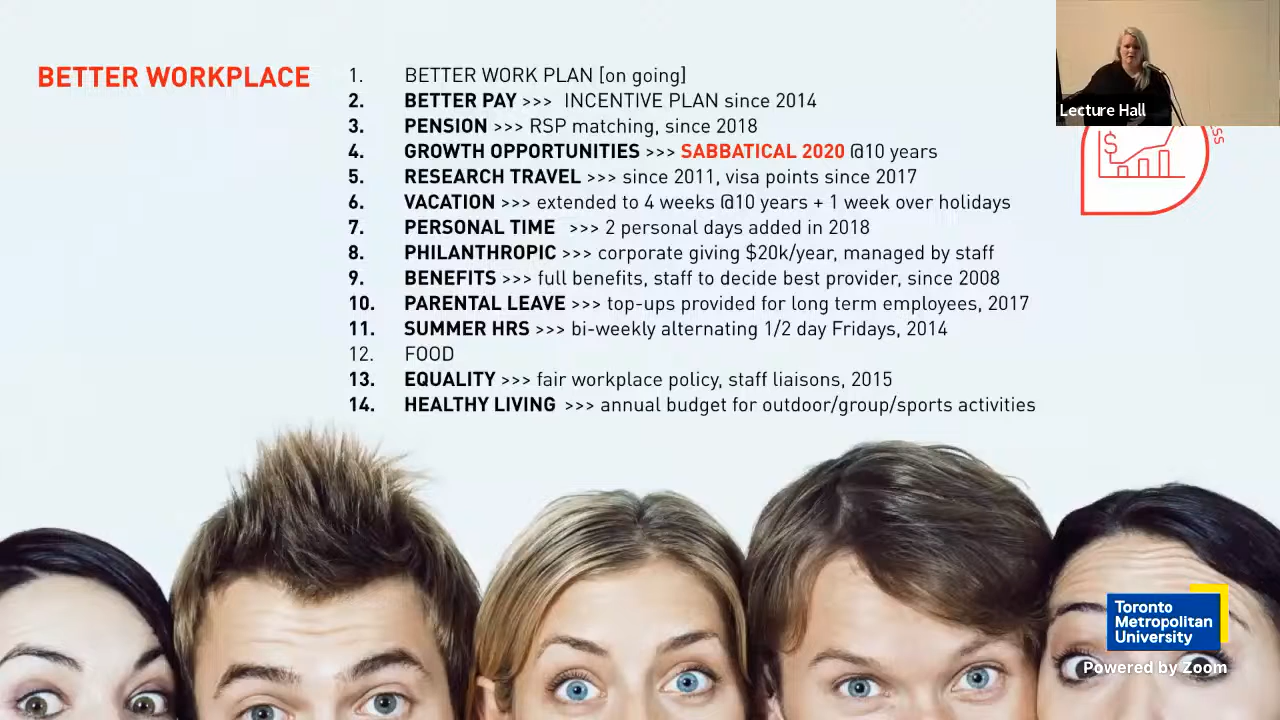 BETTER WORKPLACE
1. BETTER WORK PLAN [on going]
2. BETTER PAY >>> INCENTIVE PLAN since 2014
3. PENSION >>> RSP matching, since 2018
4. GROWTH OPPORTUNITIES >>> SABBATICAL 2020 @10 years
5. RESEARCH TRAVEL >>> since 2011, visa points since 2017
6. VACATION >>> extended to 4 weeks @10 years + 1 week over holidays
7. PERSONAL TIME >>> 2 personal days added in 2018
8. PHILANTHROPIC >>> corporate giving $20k/year, managed by staff
9. BENEFITS >>> full benefits, staff to decide best provider, since 2008
10. PARENTAL LEAVE >>> top-ups provided for long term employees, 2017
11. SUMMER HRS >>> bi-weekly alternating 1/2 day Fridays, 2014
12. FOOD
13. EQUALITY >>> fair workplace policy, staff liaisons, 2015
14. HEALTHY LIVING >>> annual budget for outdoor/group/sports activities
Lecture Hall
$
Toronto
Metropolitan
University
Powered by Zoom